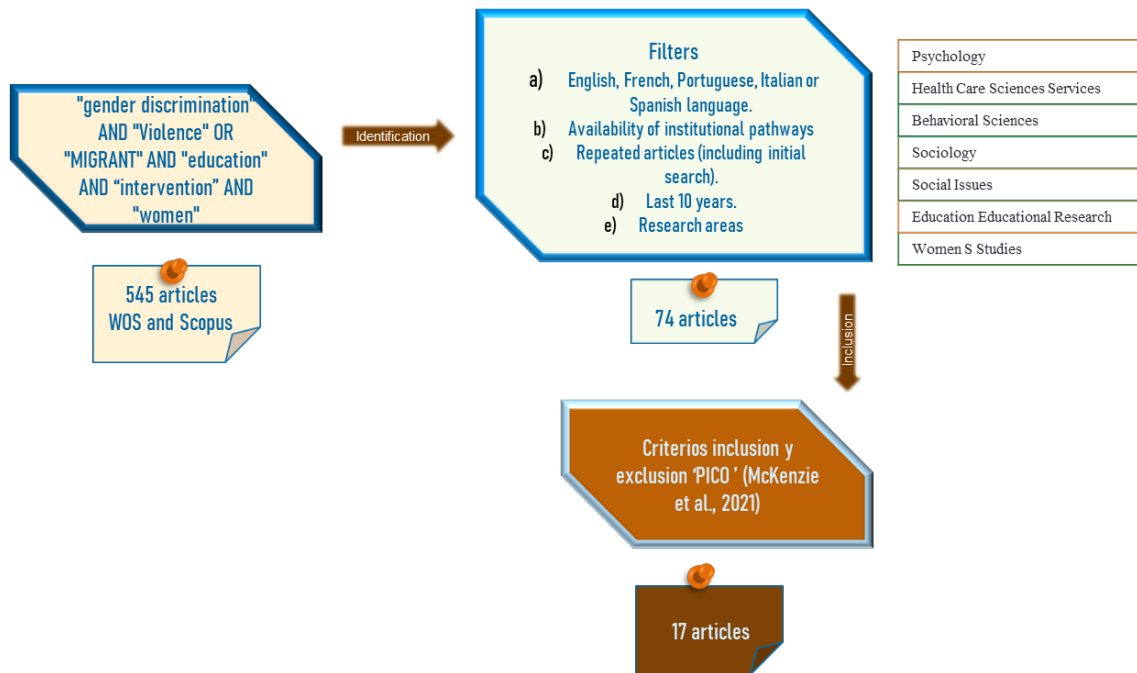 "gender discrimination"
AND "Violence" OR
"MIGRANT" AND "education"
AND “intervention” AND
"women"
545 articles
WOS and Scopus
Identification
Filters
a) English, French, Portuguese, Italian or
Spanish language.
b) Availability of institutional pathways
c) Repeated articles (including initial
search).
d) Last 10 years.
e) Research areas
74 articles
Psychology
Health Care Sciences Services
Behavioral Sciences
Sociology
Social Issues
Education Educational Research
Women S Studies
Inclusion
Criterios inclusion y
exclusion ‘PICO’ (McKenzie
et al., 2021)
17 articles